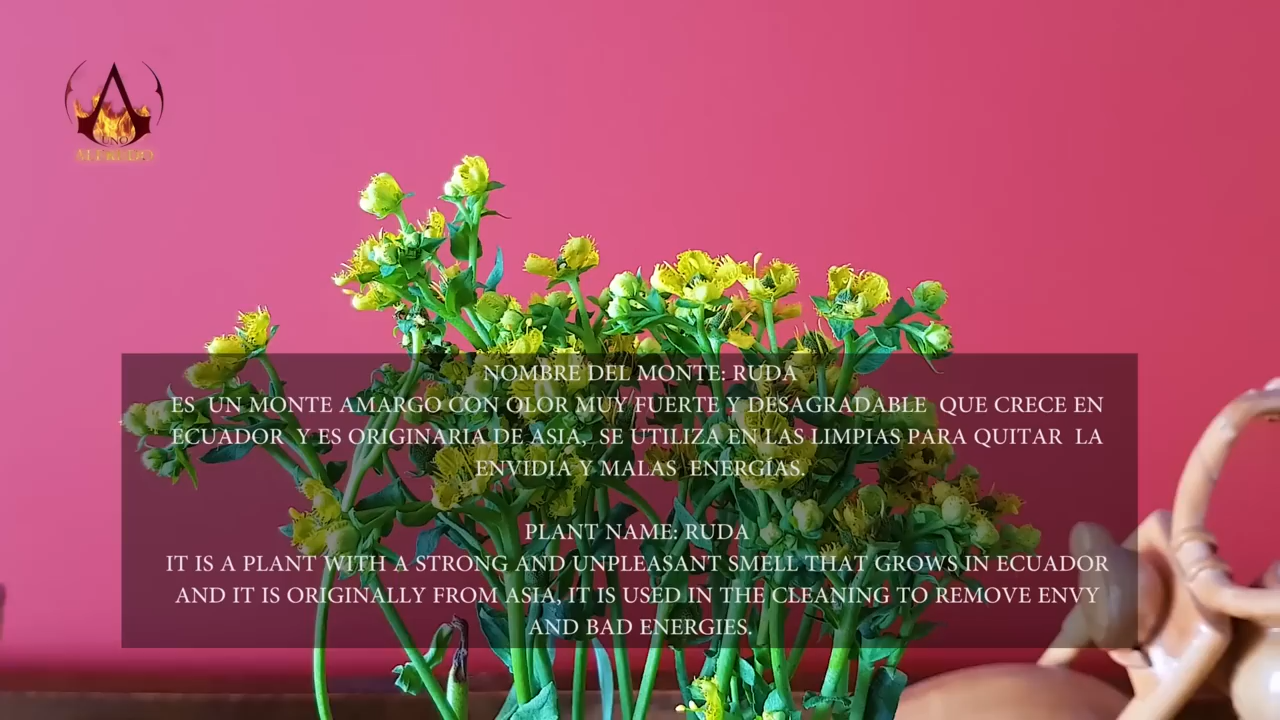 UNO
ALFREDO
NOMBRE DEL MONTE: RUDA
ES UN MONTE AMARGO CON OLOR MUY FUERTE Y DESAGRADABLE QUE CRECE EN
ECUADOR Y ES ORIGINARIA DE ASIA, SE UTILIZA EN LAS LIMPIAS PARA QUITAR LA
ENVIDIA Y MALAS ENERGÍAS.
PLANT NAME: RUDA
IT IS A PLANT WITH A STRONG AND UNPLEASANT SMELL THAT GROWS IN ECUADOR
AND IT IS ORIGINALLY FROM ASIA, IT IS USED IN THE CLEANING TO REMOVE ENVY
AND BAD ENERGIES.